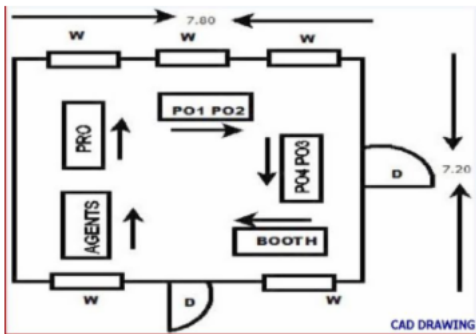 7.80
W W W
PO1 PO2
PRO
PO4 PO3
D
7.20
AGENTS
BOOTH
W D W
CAD DRAWING